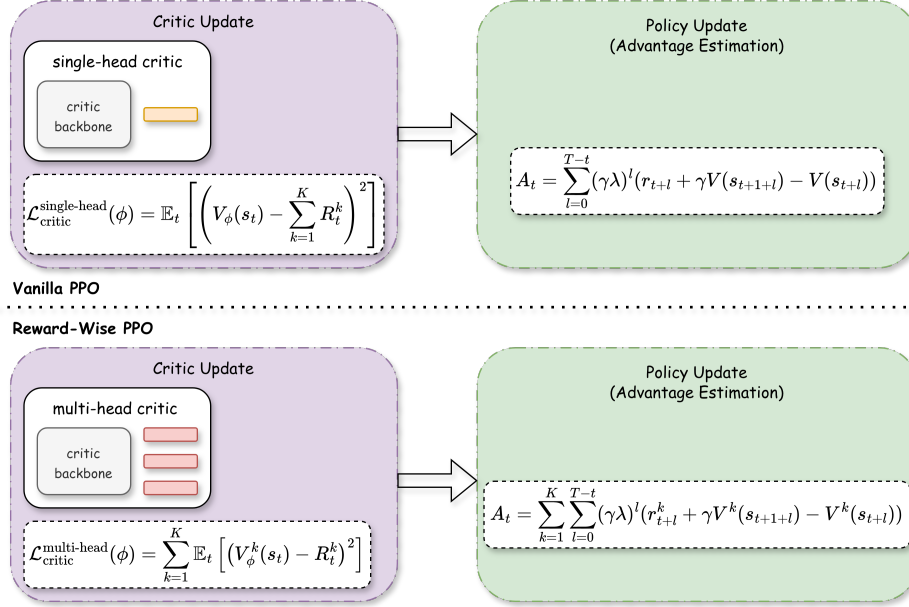 Critic Update
single-head critic
critic
backbone
$\mathcal{L}_{\text{critic}}^{\text{single-head}}(\phi) = \mathbb{E}_t \left[ \left( V_\phi(s_t) - \sum_{k=1}^{K} R_t^k \right)^2 \right]$
Policy Update
(Advantage Estimation)
$A_t = \sum_{l=0}^{T-t} (\gamma\lambda)^l (r_{t+l} + \gamma V(s_{t+1+l}) - V(s_{t+l}))$
Vanilla PPO
Reward-Wise PPO
Critic Update
multi-head critic
critic
backbone
$\mathcal{L}_{\text{critic}}^{\text{multi-head}}(\phi) = \sum_{k=1}^{K} \mathbb{E}_t \left[ \left( V_\phi^k(s_t) - R_t^k \right)^2 \right]$
Policy Update
(Advantage Estimation)
$A_t = \sum_{k=1}^{K} \sum_{l=0}^{T-t} (\gamma\lambda)^l (r_{t+l}^k + \gamma V^k(s_{t+1+l}) - V^k(s_{t+l}))$